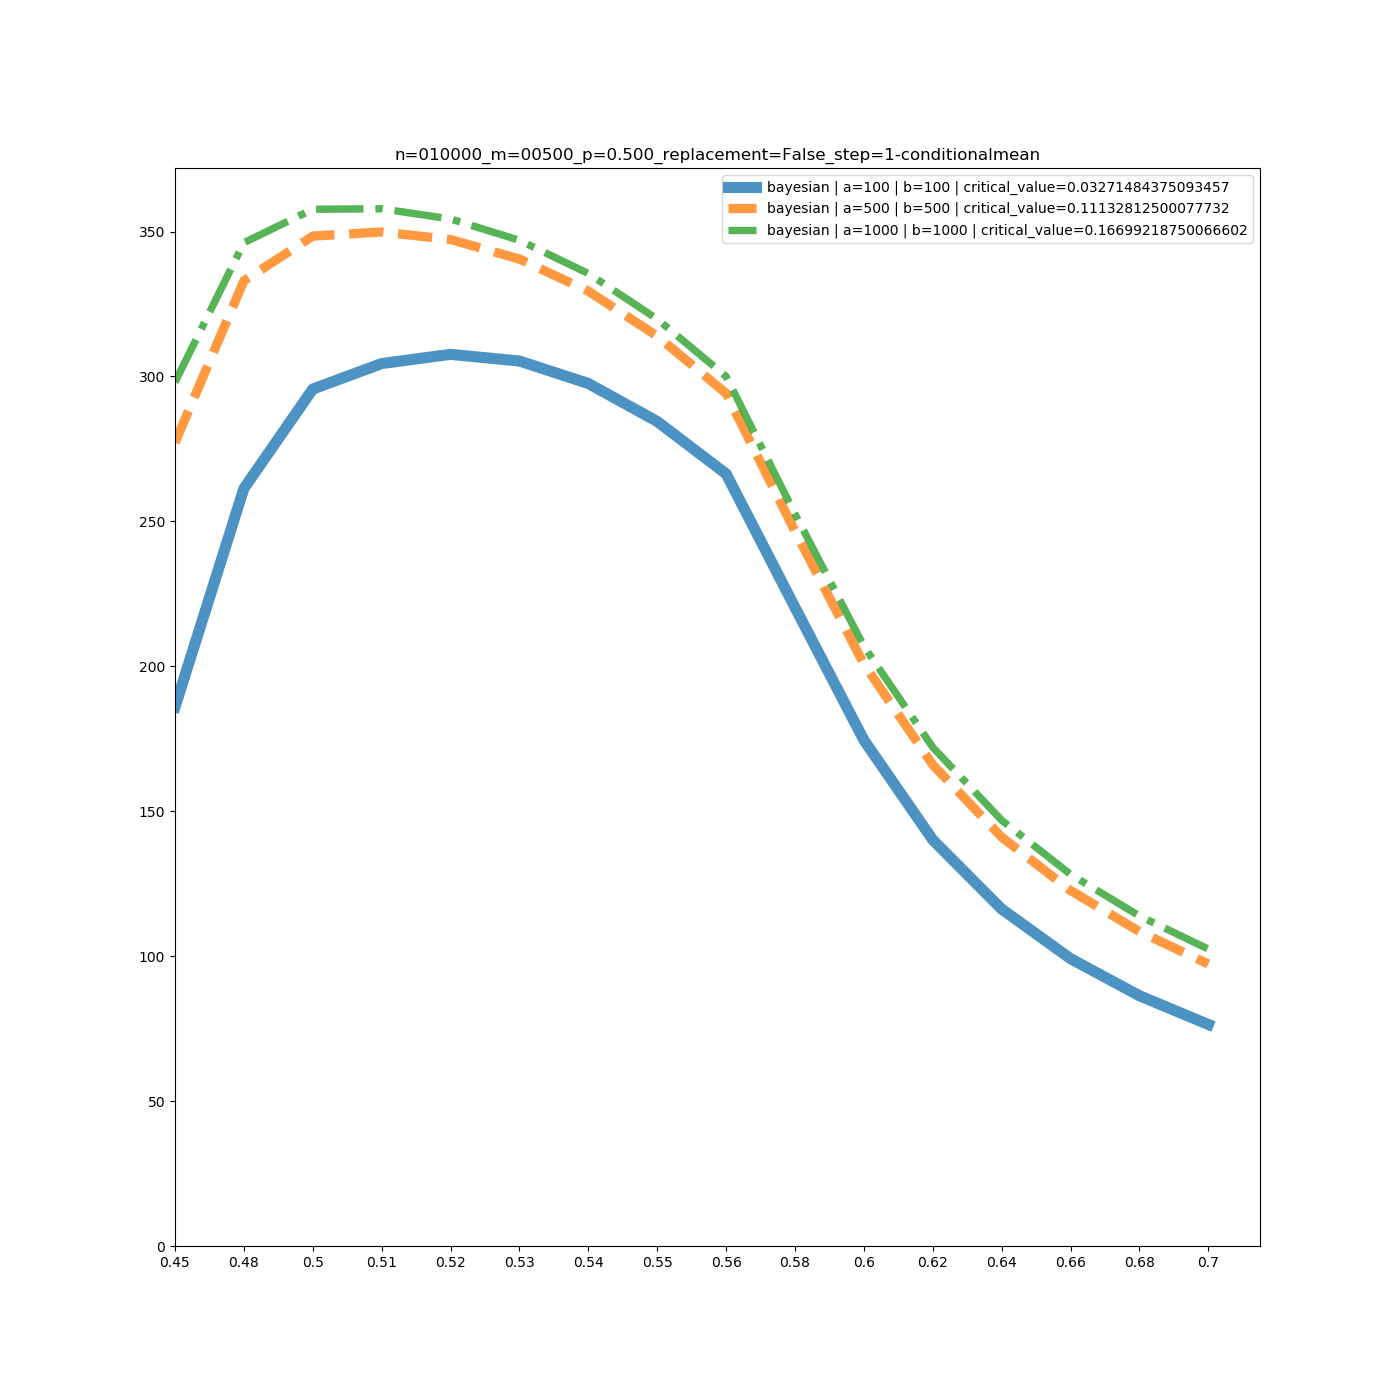 n=010000_m=00500_p=0.500_replacement=False_step=1-conditionalmean
bayesian | a=100 | b=100 | critical_value=0.03271484375093457
bayesian | a=500 | b=500 | critical_value=0.11132812500077732
bayesian | a=1000 | b=1000 | critical_value=0.16699218750066602
350
300
250
200
150
100
50
0
0.45 0.48 0.5 0.51 0.52 0.53 0.54 0.55 0.56 0.58 0.6 0.62 0.64 0.66 0.68 0.7